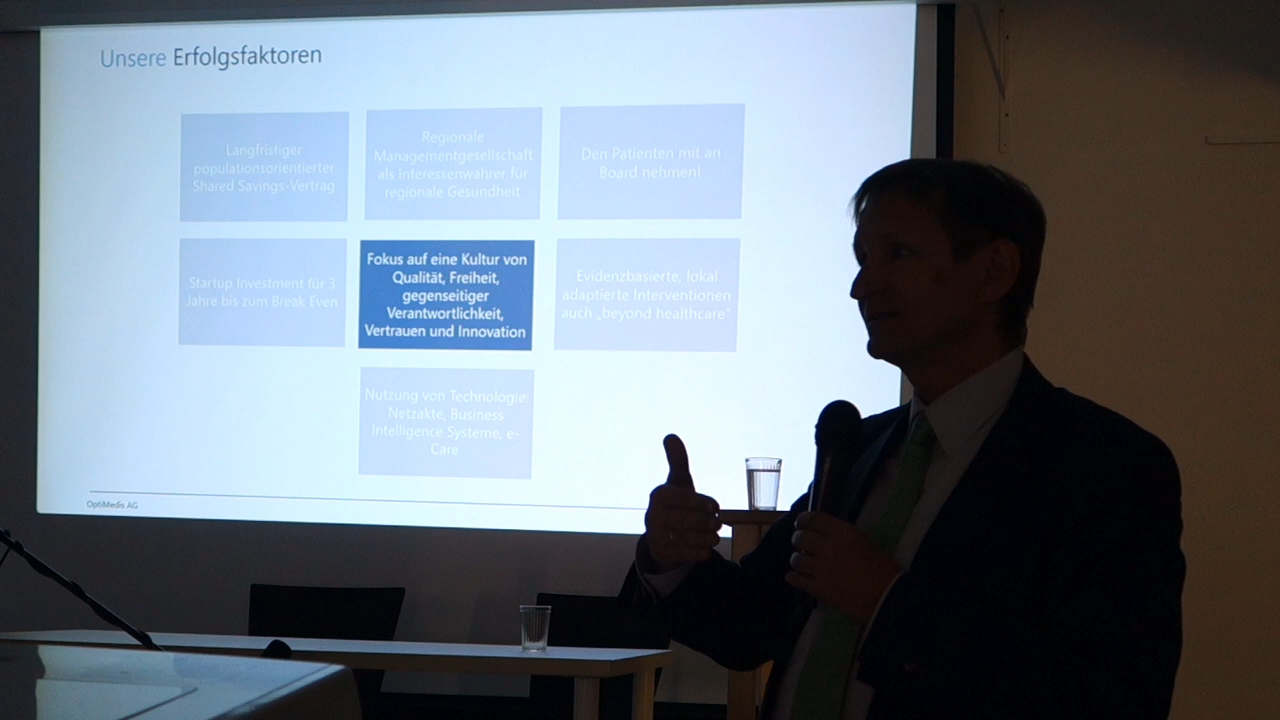 Unsere Erfolgsfaktoren
Langfristiger
populationsorientierter
Shared Savings-Vertrag
Regionale
Managementgesellschaft
als Interessenwahrer für
regionale Gesundheit
Den Patienten mit an
Board nehmen!
Startup Investment für 3
Jahre bis zum Break Even
Fokus auf eine Kultur von
Qualität, Freiheit,
gegenseitiger
Verantwortlichkeit,
Vertrauen und Innovation
Evidenzbasierte, lokal
adaptierte Interventionen
auch „beyond healthcare"
Nutzung von Technologie:
Netzakte, Business
Intelligence Systeme, e-
Care
OptiMedis AG